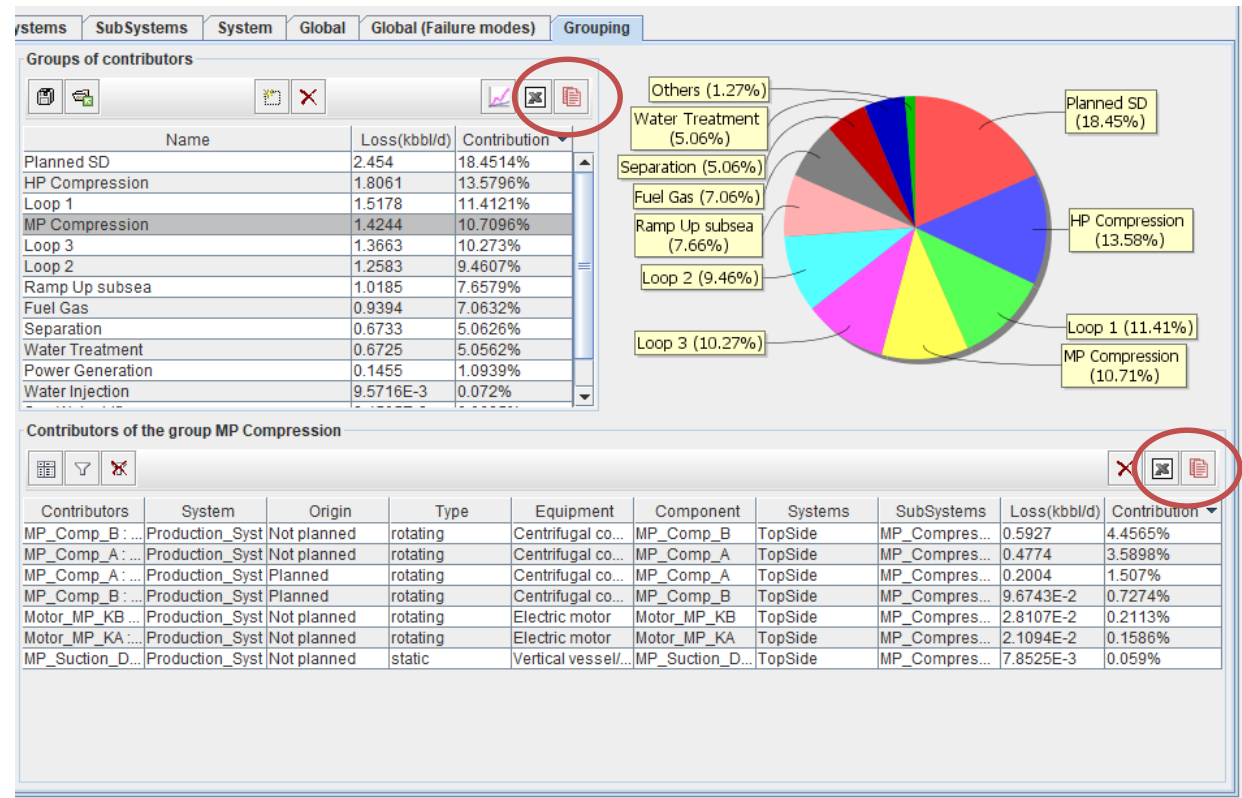 ystems SubSystems System Global Global (Failure modes) Grouping
Groups of contributors
Name Loss(kbbl/d) Contribution
Planned SD 2.454 18.4514%
HP Compression 1.8061 13.5796%
Loop 1 1.5178 11.4121%
MP Compression 1.4244 10.7096%
Loop 3 1.3663 10.273%
Loop 2 1.2583 9.4607%
Ramp Up subsea 1.0185 7.6579%
Fuel Gas 0.9394 7.0632%
Separation 0.6733 5.0626%
Water Treatment 0.6725 5.0562%
Power Generation 0.1455 1.0939%
Water Injection 9.5716E-3 0.072%
Others (1.27%)
Water Treatment
(5.06%)
Separation (5.06%)
Fuel Gas (7.06%)
Ramp Up subsea
(7.66%)
Loop 2 (9.46%)
Loop 3 (10.27%)
Planned SD
(18.45%)
HP Compression
(13.58%)
Loop 1 (11.41%)
MP Compression
(10.71%)
Contributors of the group MP Compression
Contributors System Origin Type Equipment Component Systems SubSystems Loss(kbbl/d) Contribution
MP_Comp_B : ... Production_Syst Not planned rotating Centrifugal co... MP_Comp_B TopSide MP_Compres... 0.5927 4.4565%
MP_Comp_A : ... Production_Syst Not planned rotating Centrifugal co... MP_Comp_A TopSide MP_Compres... 0.4774 3.5898%
MP_Comp_A : ... Production_Syst Planned rotating Centrifugal co... MP_Comp_A TopSide MP_Compres... 0.2004 1.507%
MP_Comp_B : ... Production_Syst Planned rotating Centrifugal co... MP_Comp_B TopSide MP_Compres... 9.6743E-2 0.7274%
Motor_MP_KB ... Production_Syst Not planned rotating Electric motor Motor_MP_KB TopSide MP_Compres... 2.8107E-2 0.2113%
Motor_MP_KA :... Production_Syst Not planned rotating Electric motor Motor_MP_KA TopSide MP_Compres... 2.1094E-2 0.1586%
MP_Suction_D... Production_Syst Not planned static Vertical vessel/... MP_Suction_D... TopSide MP_Compres... 7.8525E-3 0.059%